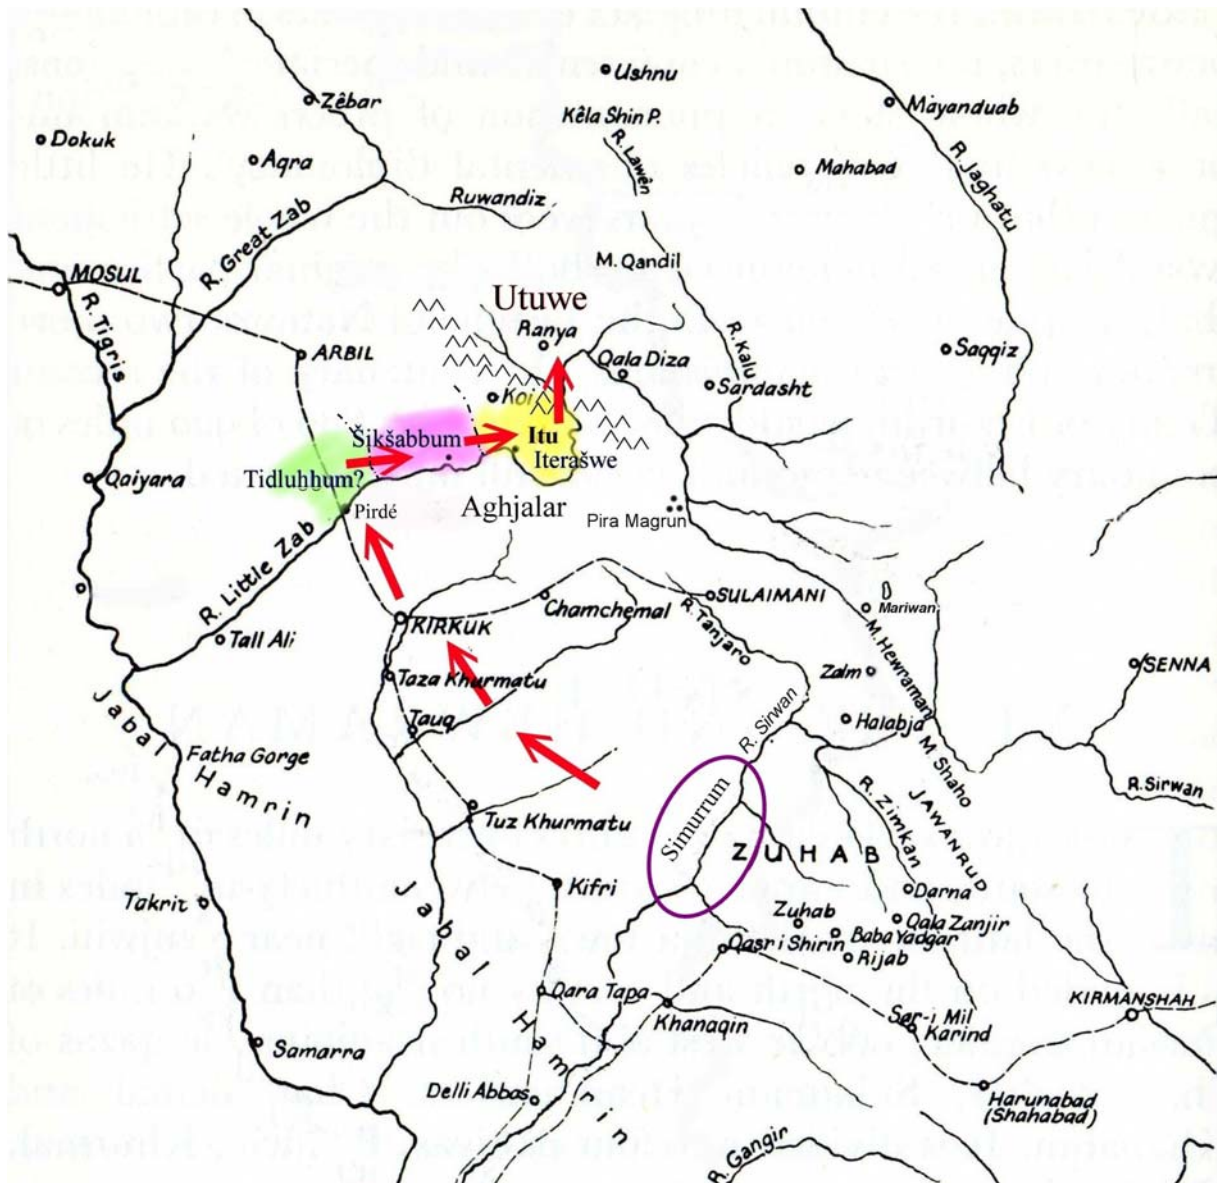 Ushnu
Zêbar
Kêla Shin P.
Mayanduab
Dokuk
Aqra
R. Lawên
Mahabad
R. Jaghatu
Ruwandiz
R. Great Zab
MOSUL
M. Qandil
Utuwe
R. Tigris
Ranya
R. Kalu
ARBIL
Qala Diza
Saqqiz
Sardasht
Koi
Šikšabbum
Itu
Iterašwe
Tidluhhum?
Qaiyara
Pirdé
Aghjalar
Pira Magrun
R. Little Zab
SULAIMANI
Chamchemal
Mariwan
KIRKUK
R. Tanjaro
Tall Ali
M. Hewraman
SENNA
Zalm
Taza Khurmatu
R. Sirwan
Jabal
Hamrin
Tauq
Halabja
Fatha Gorge
M. Shaho
R. Sirwan
R. Zimkan
JAWANRUD
Simurrum
Tuz Khurmatu
ZUHAB
Kifri
Darna
Takrit
Jabal
Hamrin
Zuhab
Qala Zanjir
Baba Yadgar
Qasr i Shirin
Rijab
Qara Tapa
KIRMANSHAH
Khanaqin
Sar-i Mil
Karind
Samarra
Delli Abbas
Harunabad
(Shahabad)
R. Gangir